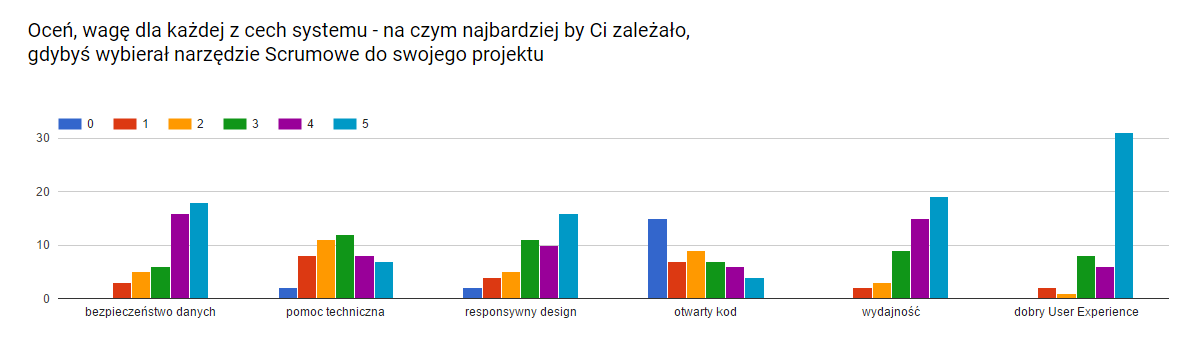 Oceń, wagę dla każdej z cech systemu - na czym najbardziej by Ci zależało,
gdybyś wybierał narzędzie Scrumowe do swojego projektu
0 1 2 3 4 5
30
20
10
0
bezpieczeństwo danych pomoc techniczna responsywny design otwarty kod wydajność dobry User Experience